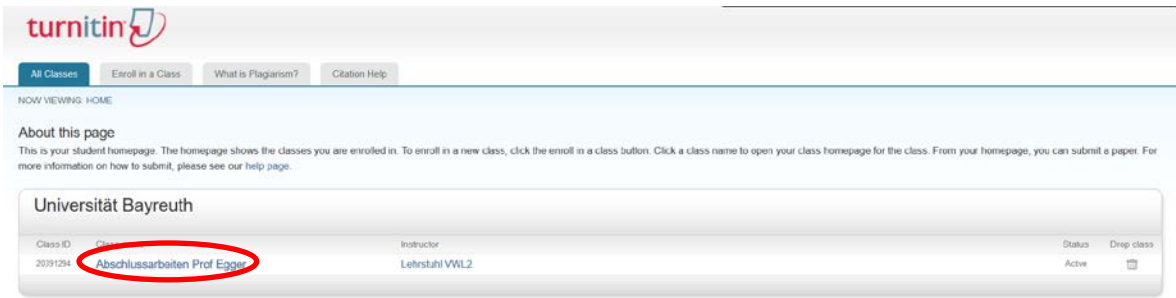 turnitin
All Classes Enroll in a Class What is Plagiarism? Citation Help
NOW VIEWING: HOME
About this page
This is your student homepage. The homepage shows the classes you are enrolled in. To enroll in a new class, click the enroll in a class button. Click a class name to open your class homepage for the class. From your homepage, you can submit a paper. For
more information on how to submit, please see our help page.
Universität Bayreuth
Class ID Class Instructor Status Drop class
20391294 Abschlussarbeiten Prof Egger Lehrstuhl VWL2 Active